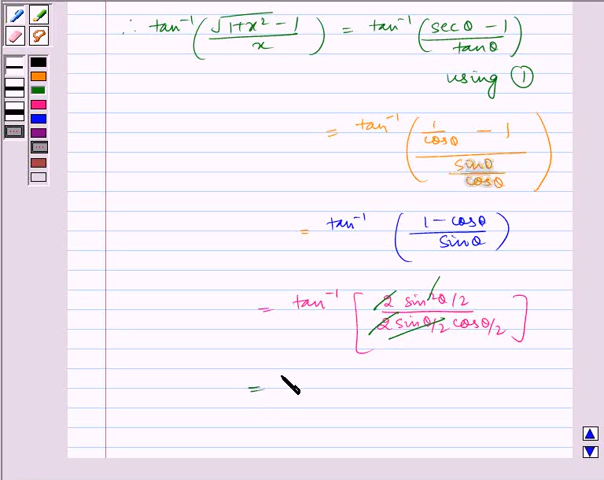 ∴ tan⁻¹(√(1+x²) − 1 / x) = tan⁻¹(secθ − 1 / tanθ)
using ①
= tan⁻¹((1/cosθ − 1) / (sinθ/cosθ))
= tan⁻¹(1 − cosθ / sinθ)
= tan⁻¹[2 sin²θ/2 / 2 sinθ/2 cosθ/2]
=